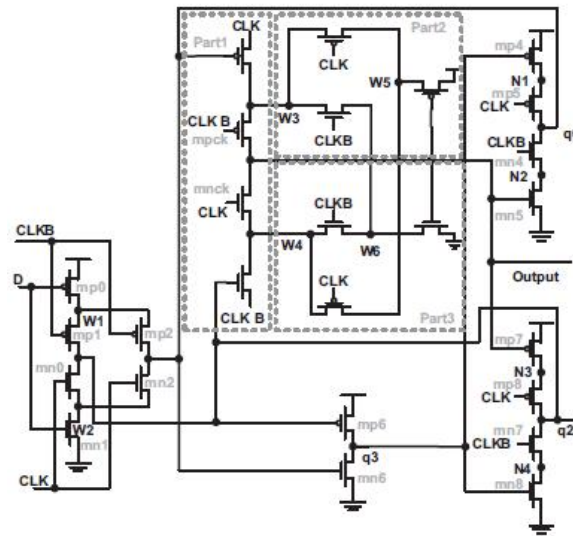 CLK
Part1
Part2
mp4
CLK
W5
N1
mp5
CLK
CLK B
mpck
W3
CLKB
CLKB
mn4
N2
mnck
CLK
CLKB
mn5
CLKB
W4
W6
D
mp0
CLK
Output
W1
mp1
mp2
CLK B
Part3
mp7
mn0
mn2
N3
mp8
CLK
q2
W2
mn1
mp6
q3
mn7
CLKB
CLK
mn6
N4
mn8